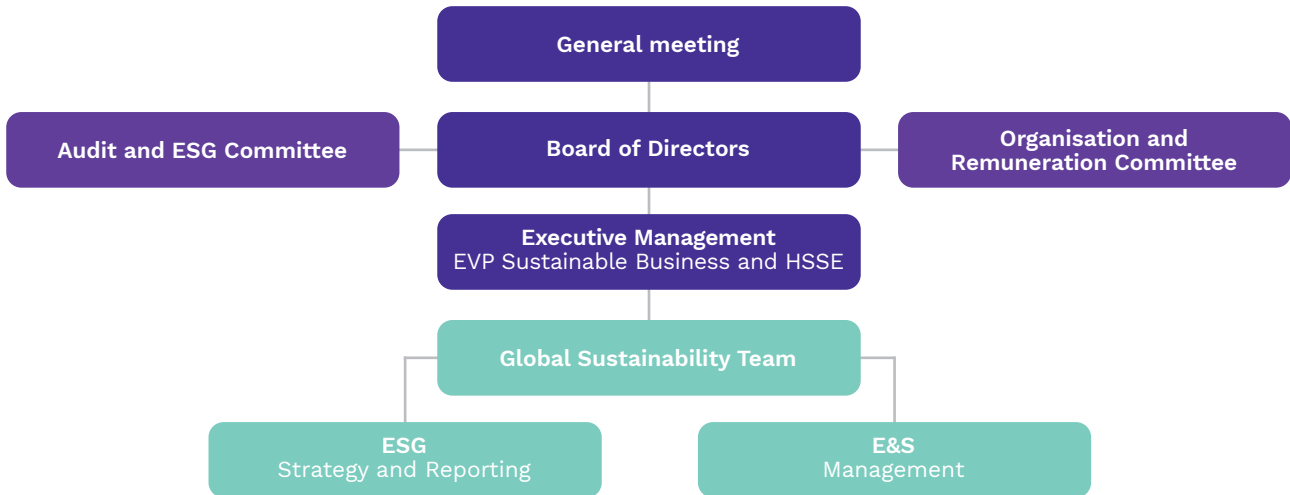 General meeting
Audit and ESG Committee
Board of Directors
Organisation and
Remuneration Committee
Executive Management
EVP Sustainable Business and HSSE
Global Sustainability Team
ESG
Strategy and Reporting
E&S
Management